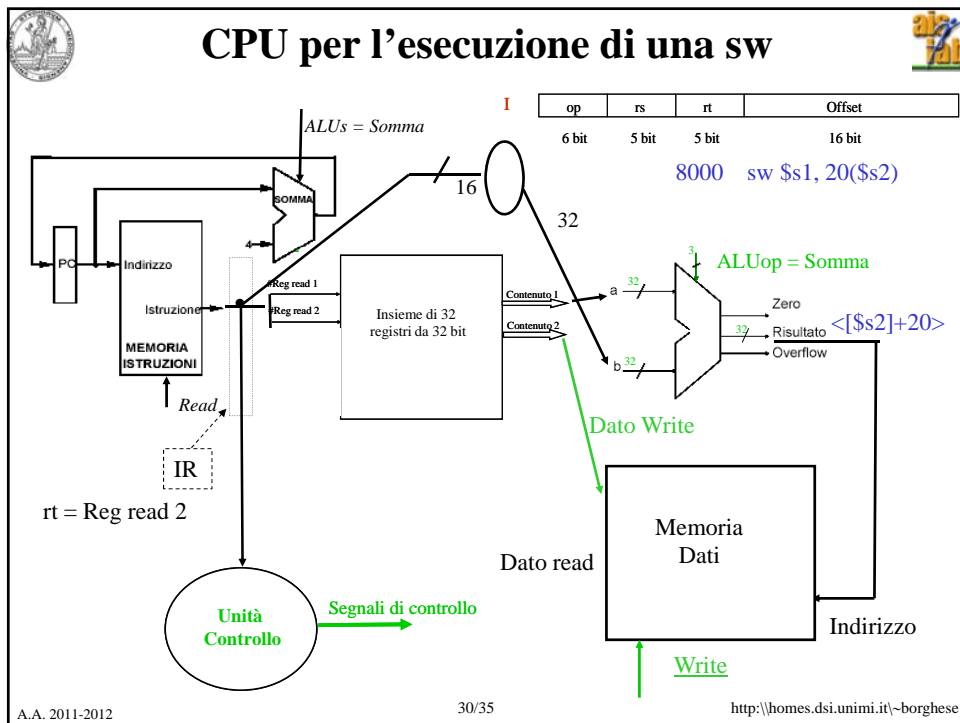 CPU per l'esecuzione di una sw
I
op rs rt Offset
6 bit 5 bit 5 bit 16 bit
8000 sw $s1, 20($s2)
ALUs = Somma
SOMMA
4
16
32
PC
Indirizzo
Istruzione
MEMORIA
ISTRUZIONI
Read
IR
rt = Reg read 2
#Reg read 1
#Reg read 2
Insieme di 32
registri da 32 bit
Contenuto 1
Contenuto 2
a 32
b 32
3
ALUop = Somma
Zero
32 Risultato
Overflow
<[$s2]+20>
Dato Write
Memoria
Dati
Dato read
Indirizzo
Write
Unità
Controllo
Segnali di controllo
A.A. 2011-2012
30/35
http:\\homes.dsi.unimi.it\~borghese